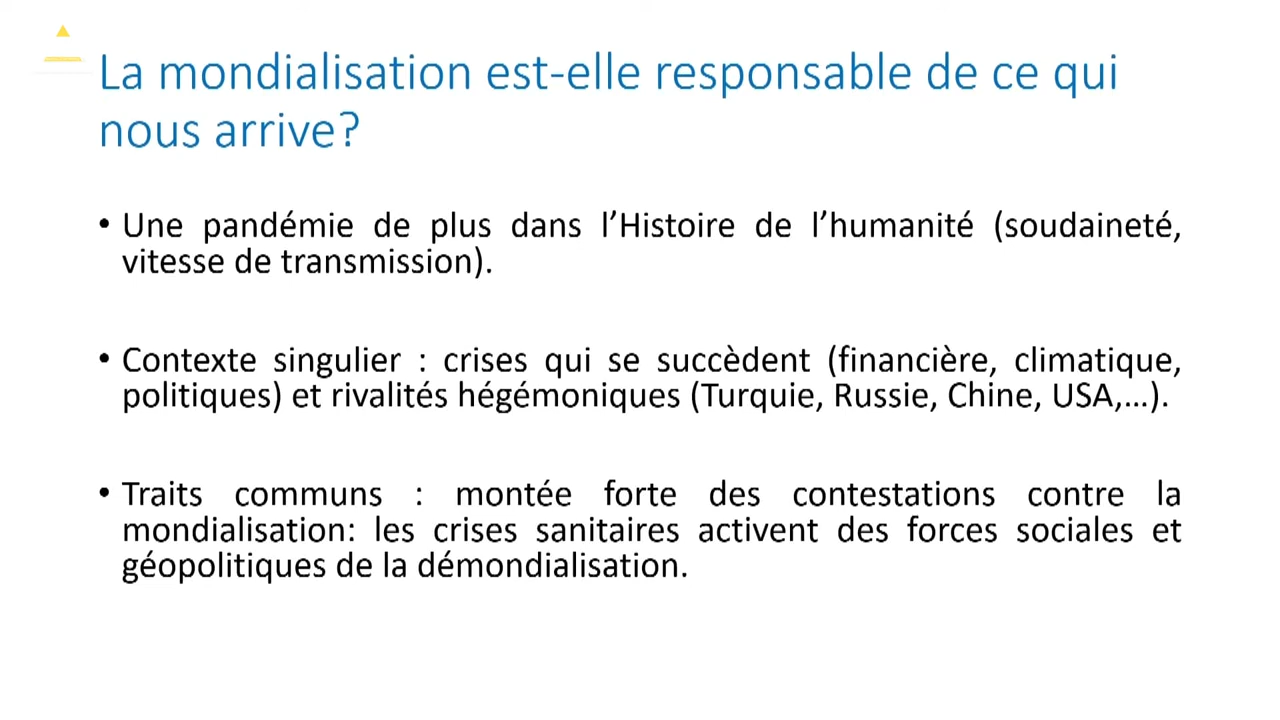 La mondialisation est-elle responsable de ce qui
nous arrive?
• Une pandémie de plus dans l’Histoire de l’humanité (soudaineté,
vitesse de transmission).
• Contexte singulier : crises qui se succèdent (financière, climatique,
politiques) et rivalités hégémoniques (Turquie, Russie, Chine, USA,...).
• Traits communs : montée forte des contestations contre la
mondialisation: les crises sanitaires activent des forces sociales et
géopolitiques de la démondialisation.